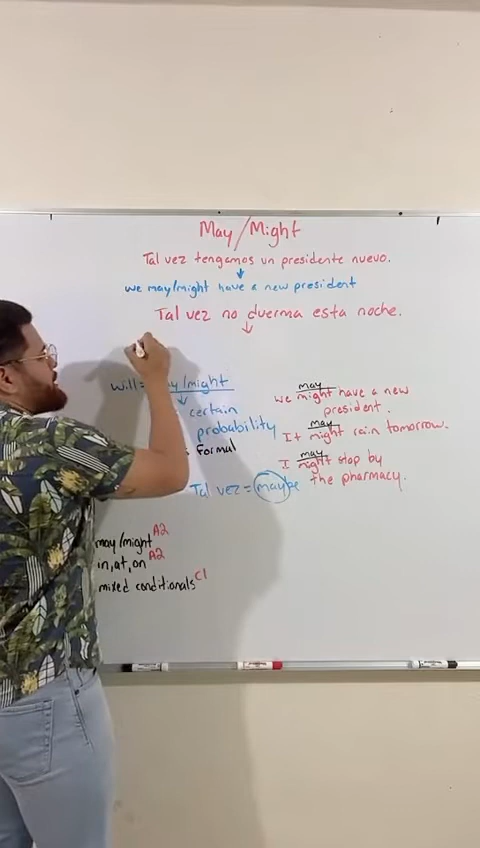 May/Might
Tal vez tengamos un presidente nuevo.
we may/might have a new president
Tal vez no duerma esta noche.
will= may/might
certain
probability
Formal
Tal vez = maybe
may
we might have a new
president.
may
It might rain tomorrow.
may
I might stop by
the pharmacy.
may/might A2
in, at, on A2
mixed conditionals C1